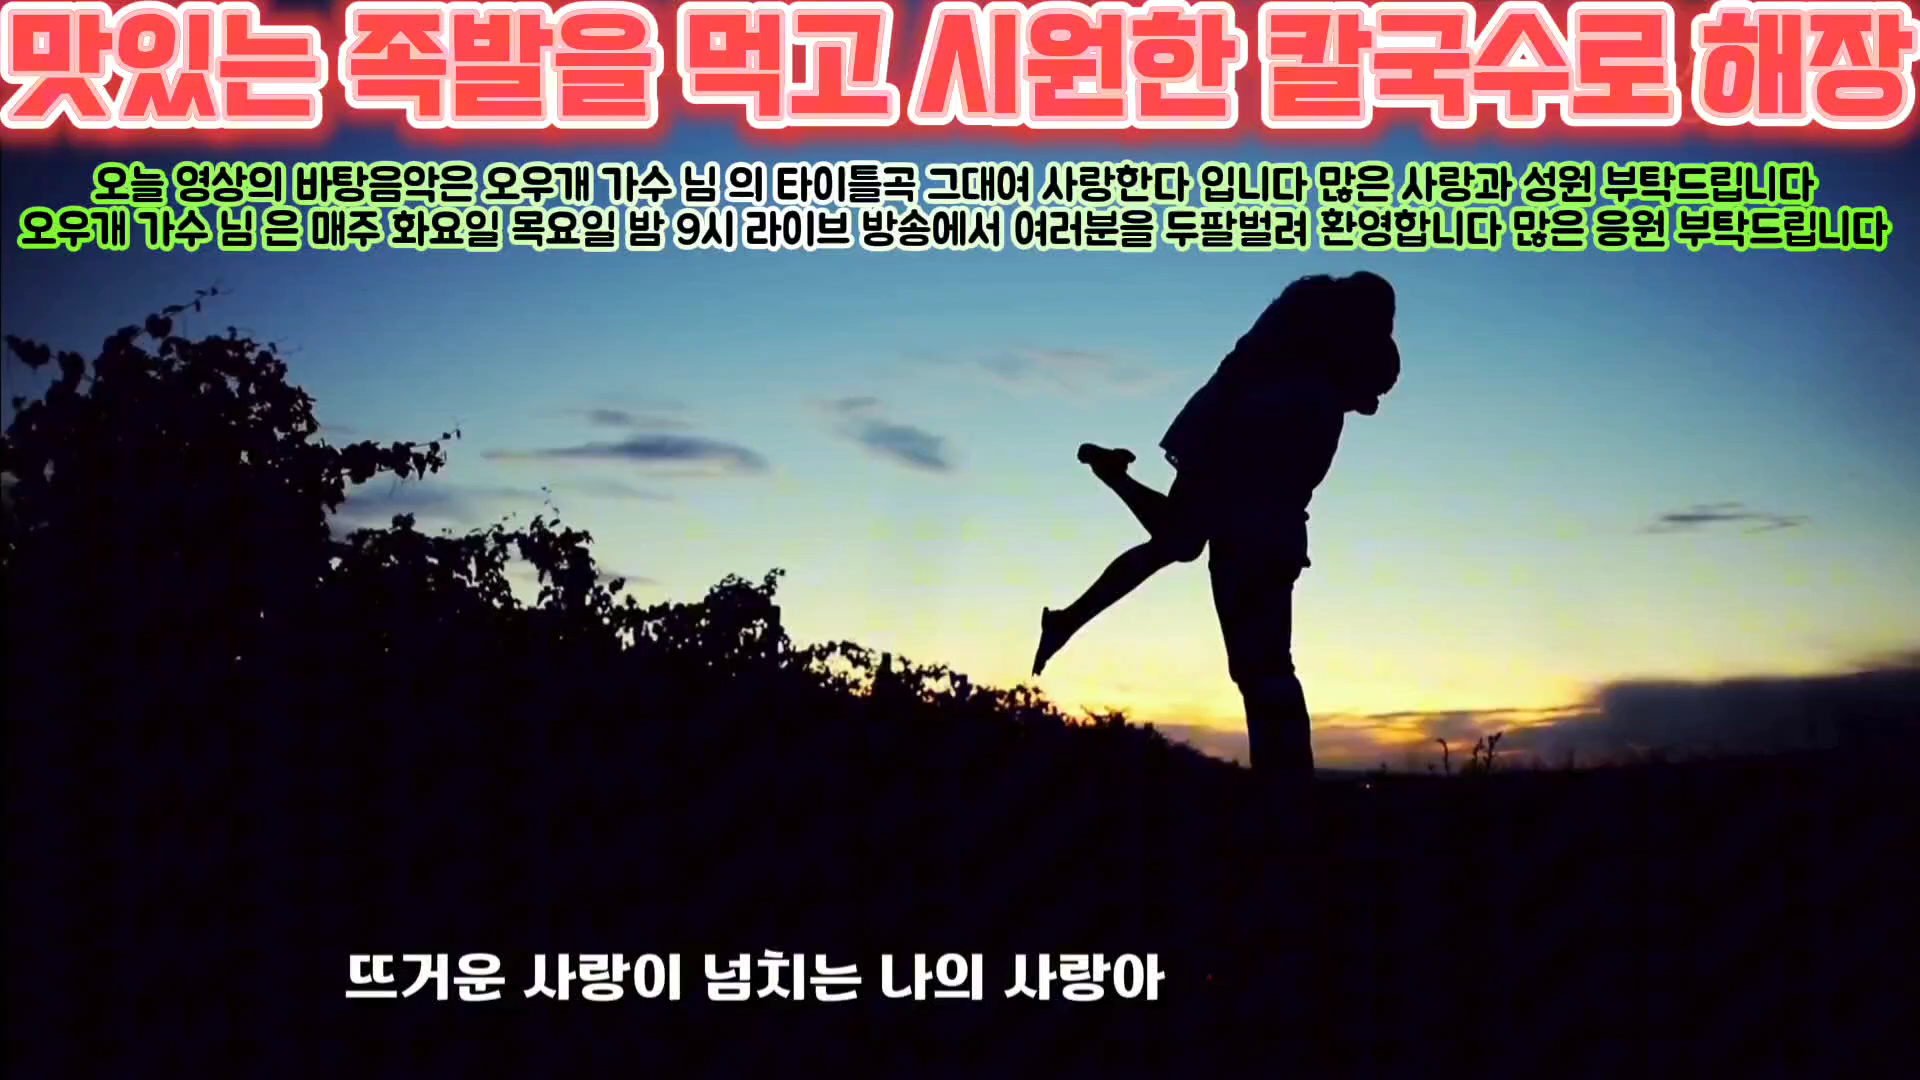 맛있는 족발을 먹고 시원한 칼국수로 해장
오늘 영상의 바탕음악은 오우개 가수 님 의 타이틀곡 그대여 사랑한다 입니다 많은 사랑과 성원 부탁드립니다
오우개 가수 님 은 매주 화요일 목요일 밤 9시 라이브 방송에서 여러분을 두팔벌려 환영합니다 많은 응원 부탁드립니다
뜨거운 사랑이 넘치는 나의 사랑아